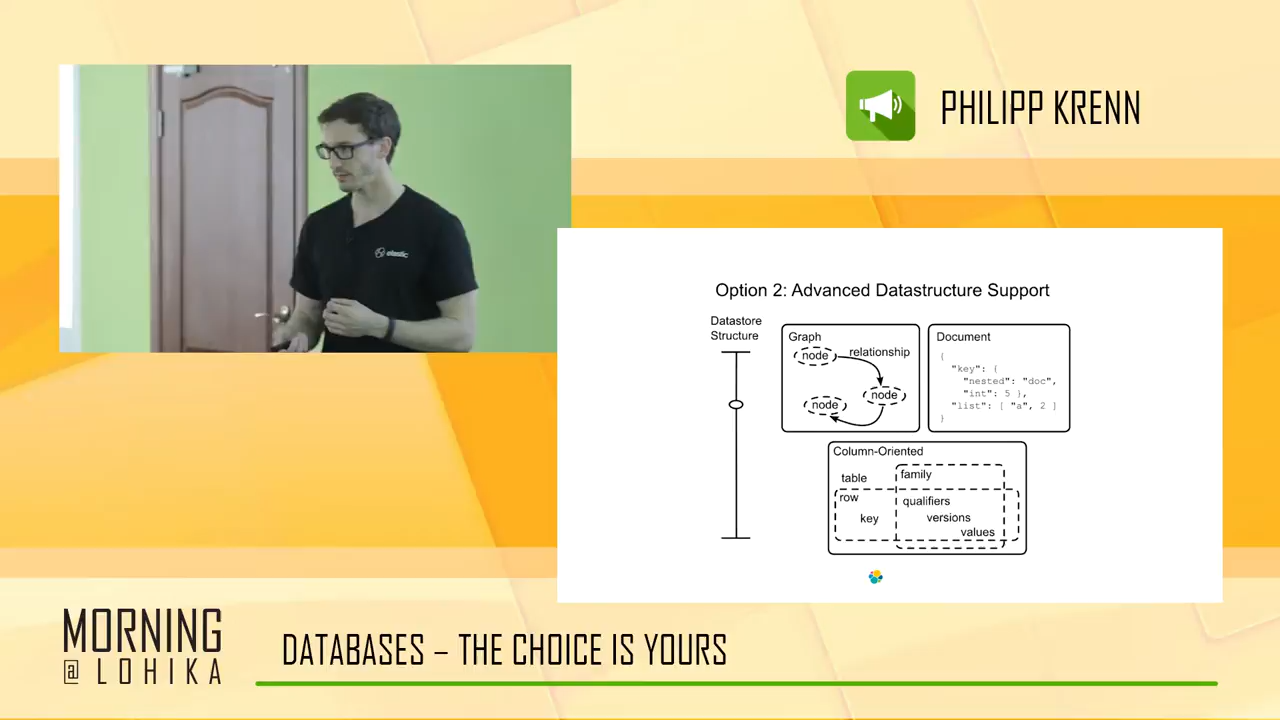 PHILIPP KRENN
elastic
Option 2: Advanced Datastructure Support
Datastore
Structure
Graph
node
relationship
node
node
Document
{
"key": {
"nested": "doc",
"int": 5 },
"list": [ "a", 2 ]
}
Column-Oriented
table
family
row
qualifiers
key
versions
values
MORNING
@ LOHIKA
DATABASES – THE CHOICE IS YOURS